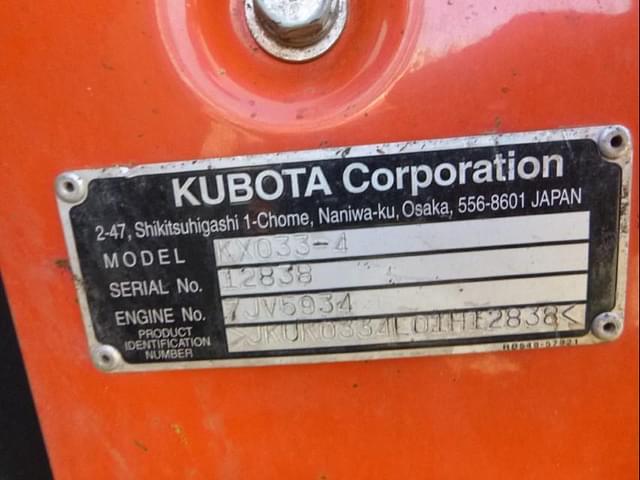 KUBOTA Corporation
2-47, Shikitsuhigashi 1-Chome, Naniwa-ku, Osaka, 556-8601 JAPAN
MODEL KX033-4
SERIAL No. 12838
ENGINE No. 7JV5934
PRODUCT IDENTIFICATION NUMBER >JKUK0334L01H12838<